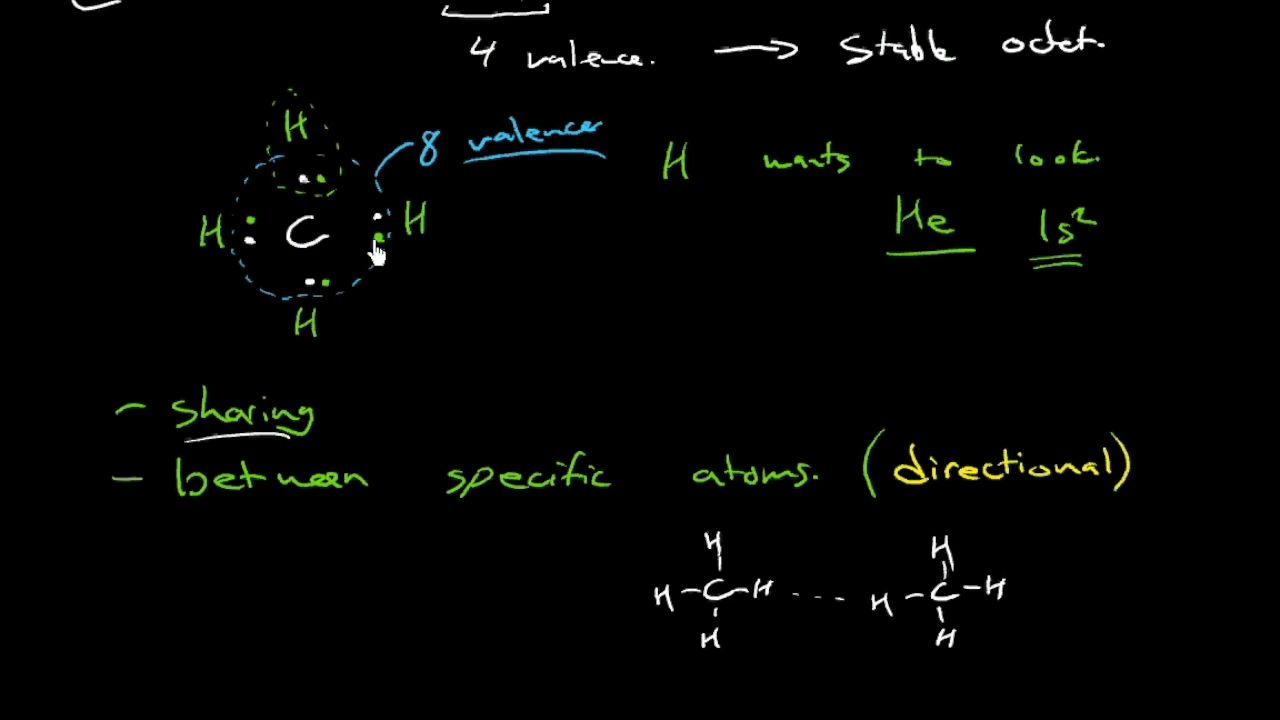 4 valence. → stable octet.
H
8 valence
H wants to look.
H C H
He 1s²
H
- sharing
- between specific atoms. (directional)
H H
H-C-H ---- H-C-H
H H